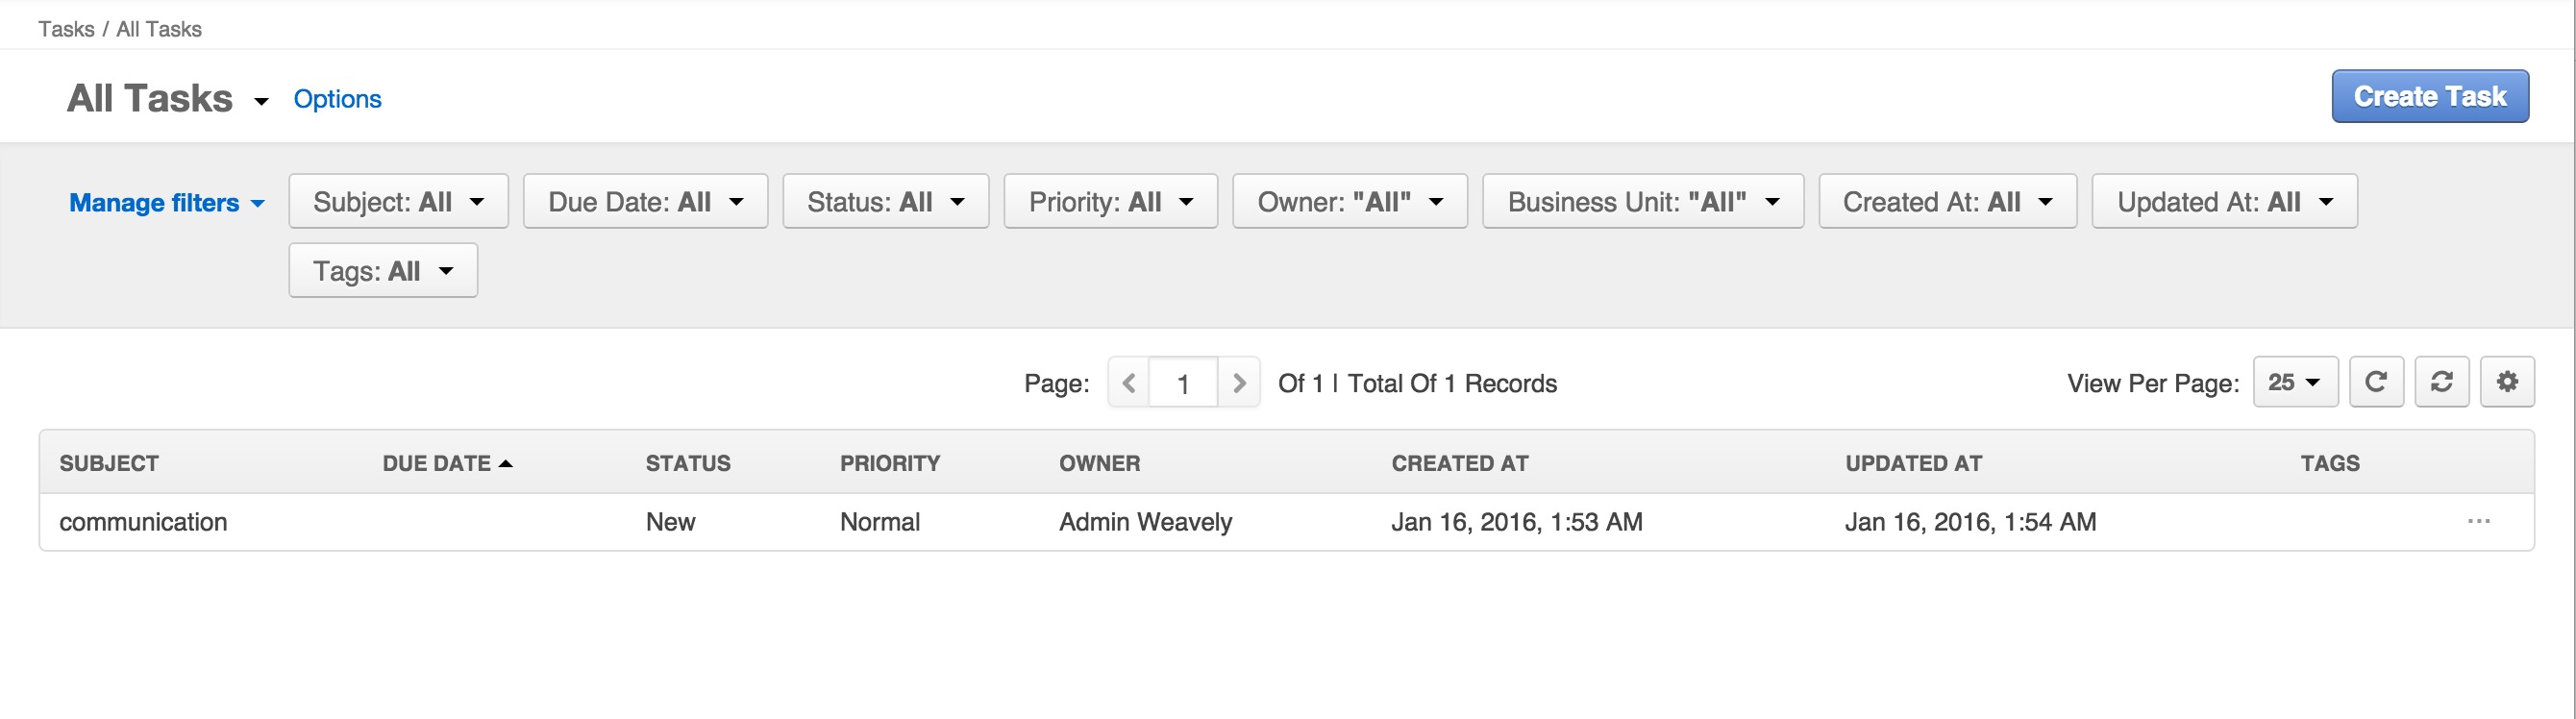 Tasks / All Tasks
All Tasks Options Create Task
Manage filters Subject: All Due Date: All Status: All Priority: All Owner: "All" Business Unit: "All" Created At: All Updated At: All
Tags: All
Page: 1 Of 1 | Total Of 1 Records View Per Page: 25
SUBJECT DUE DATE STATUS PRIORITY OWNER CREATED AT UPDATED AT TAGS
communication New Normal Admin Weavely Jan 16, 2016, 1:53 AM Jan 16, 2016, 1:54 AM ...